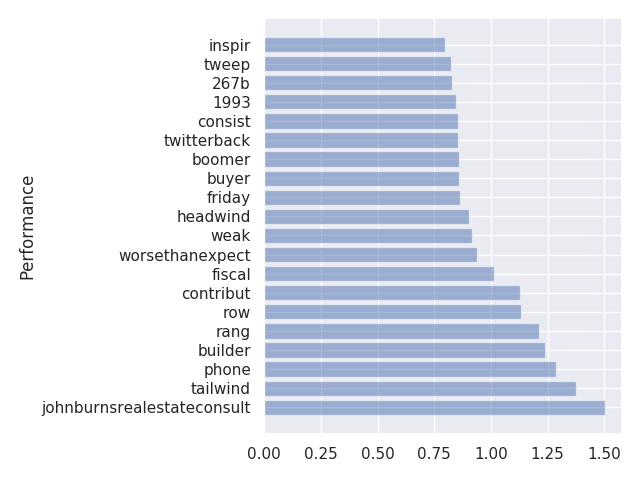 inspir
tweep
267b
1993
consist
twitterback
boomer
buyer
friday
headwind
weak
worsethanexpect
fiscal
contribut
row
rang
builder
phone
tailwind
johnburnsrealestateconsult
Performance
0.00 0.25 0.50 0.75 1.00 1.25 1.50